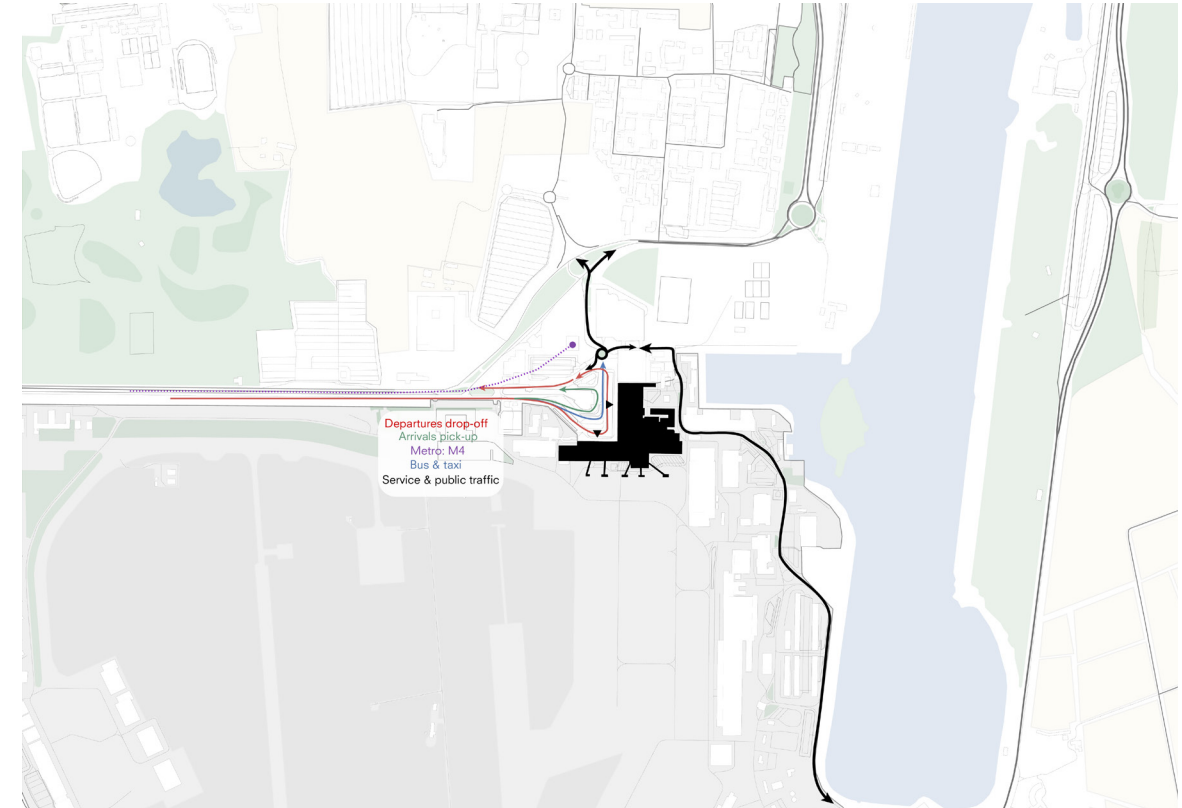 Departures drop-off
Arrivals pick-up
Metro: M4
Bus & taxi
Service & public traffic